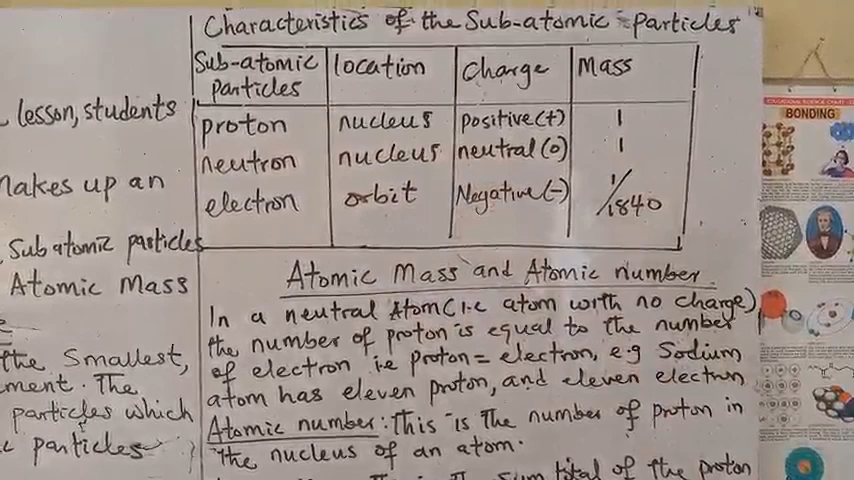 Characteristics of the Sub-atomic particles
Sub-atomic particles
location
Charge
Mass
proton nucleus positive(+) 1
neutron nucleus neutral(0) 1
electron orbit Negative(-) 1/1840
Atomic Mass and Atomic number
In a neutral Atom(i.e atom with no charge)
the number of proton is equal to the number
of electron i.e proton = electron, e.g Sodium
atom has eleven proton, and eleven electron
Atomic number: This is the number of proton in
the nucleus of an atom.
sum total of the proton
lesson, students
makes up an
Sub atomic particles
Atomic Mass
the Smallest,
The
particles which
particles
BONDING